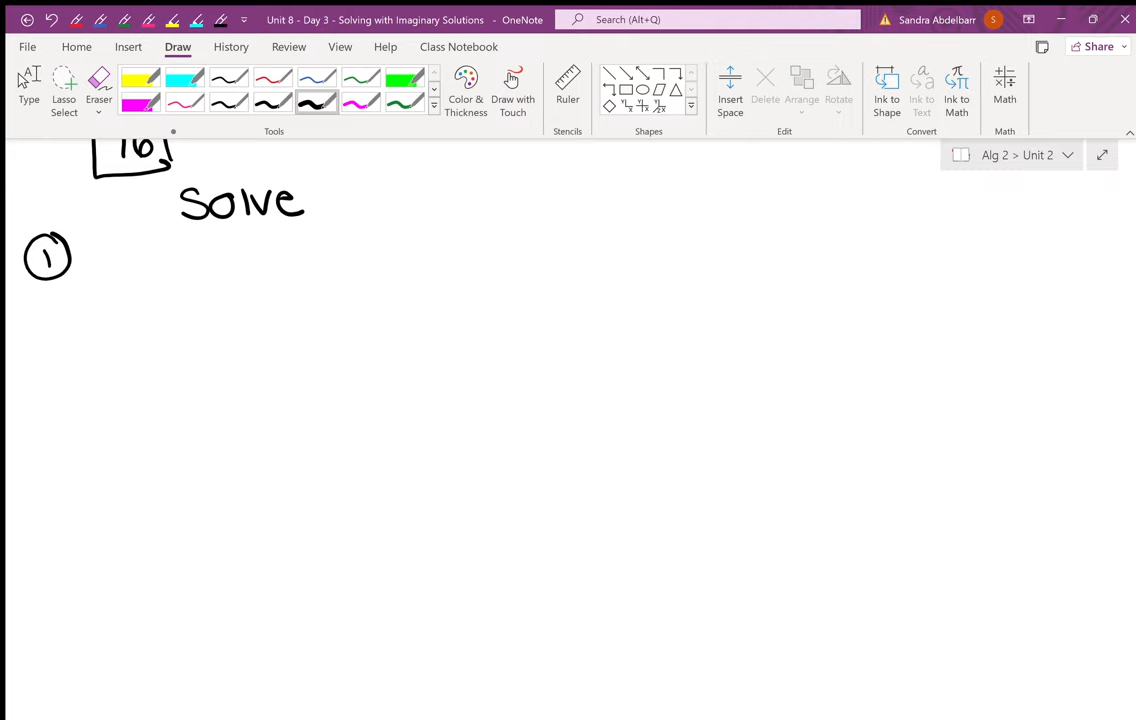 Unit 8 - Day 3 - Solving with Imaginary Solutions - OneNote
Search (Alt+Q)
Sandra Abdelbarr
S
File Home Insert Draw History Review View Help Class Notebook
Share
Type
Lasso Select
Eraser
Color & Thickness
Draw with Touch
Ruler
Insert Space
Delete
Arrange
Rotate
Ink to Shape
Ink to Text
Ink to Math
Math
Tools
Stencils
Shapes
Edit
Convert
Math
Alg 2 > Unit 2
16
Solve
1